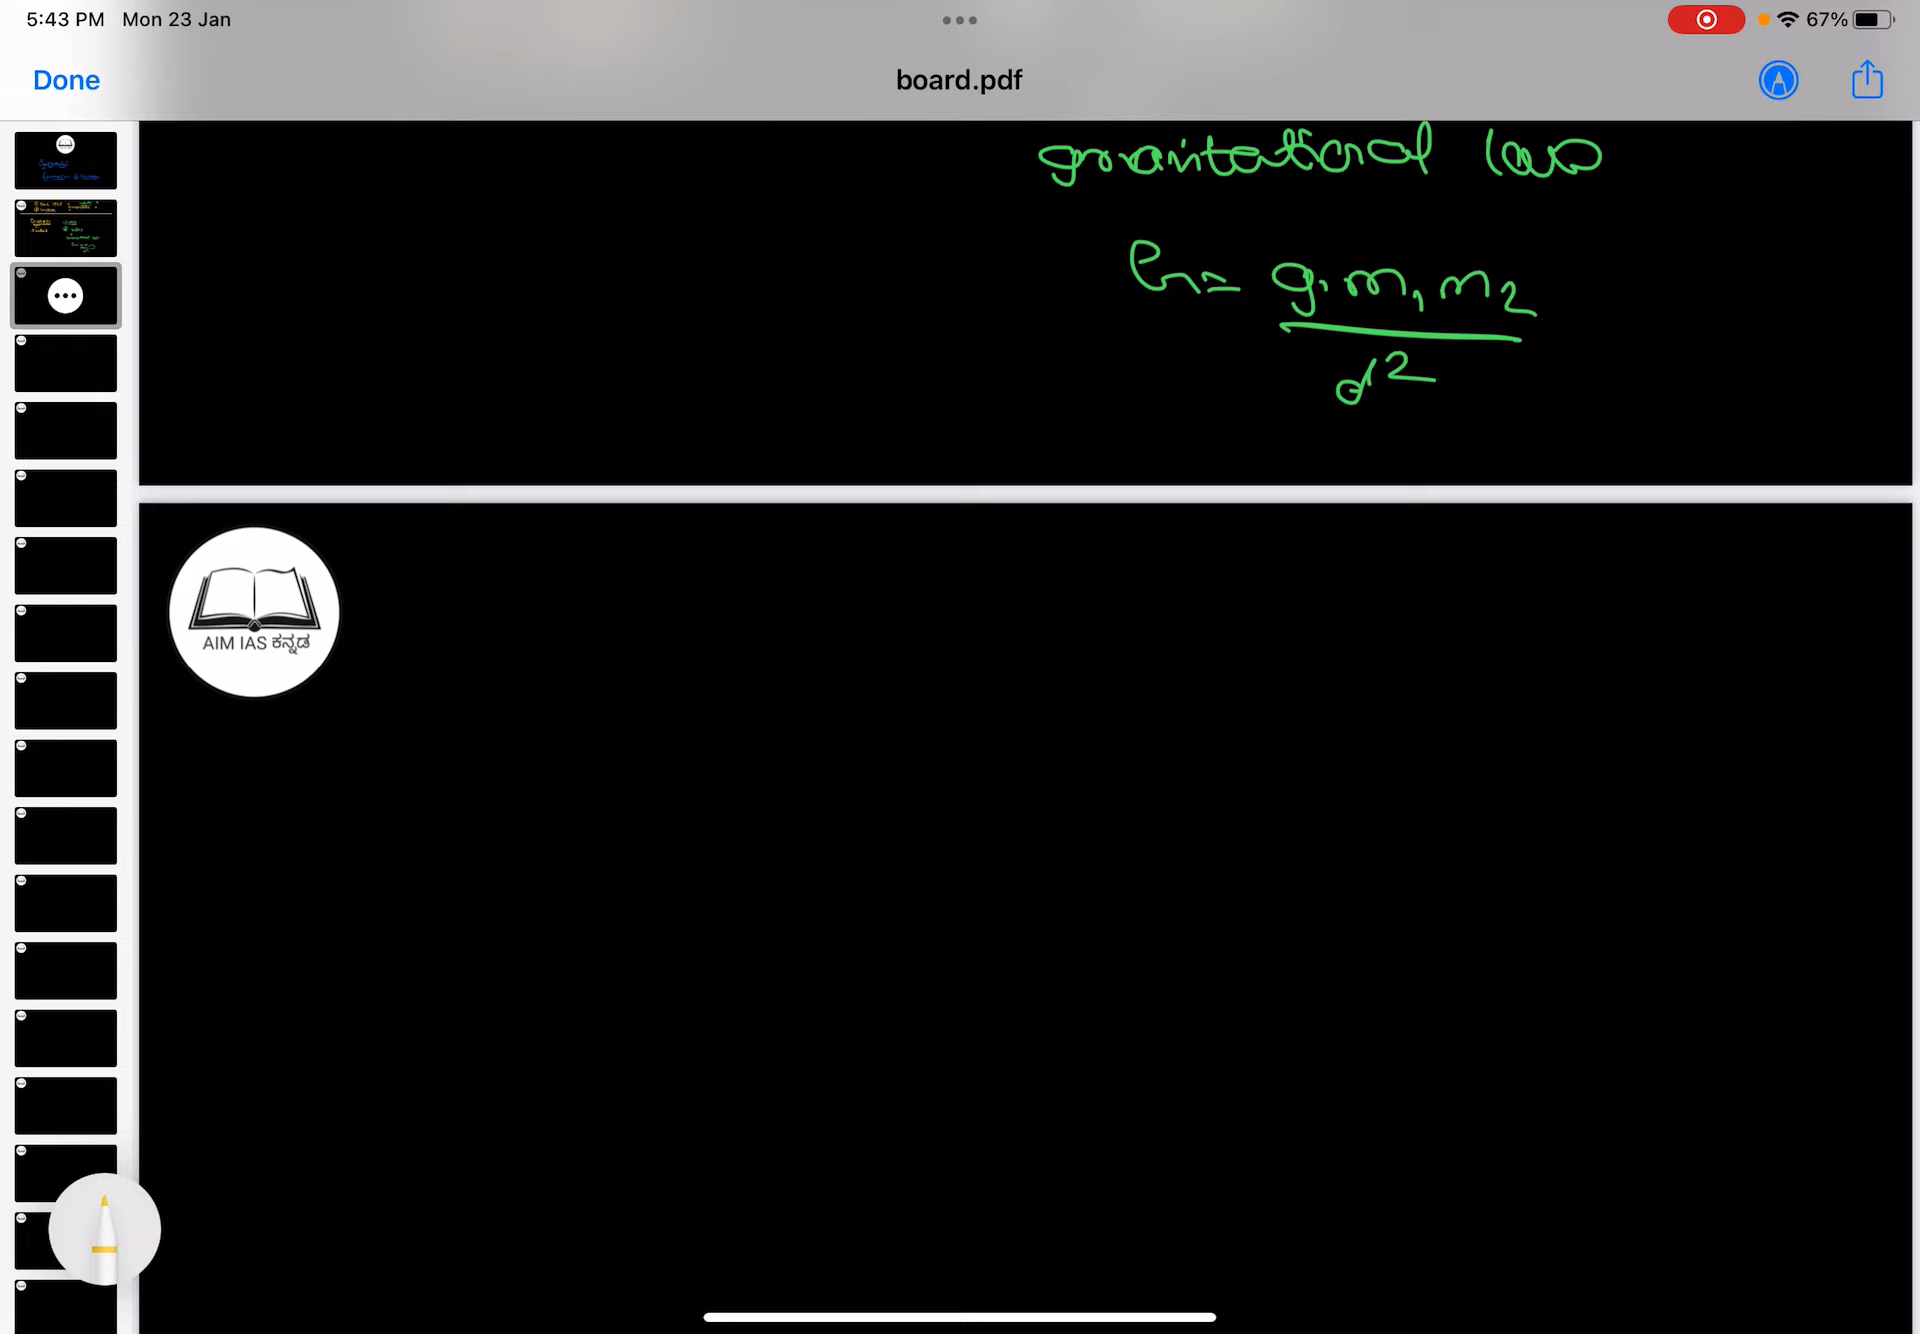 5:43 PM Mon 23 Jan
67%
Done
board.pdf
gravitational law
g.m1m2
d2
AIM IAS ಕನ್ನಡ